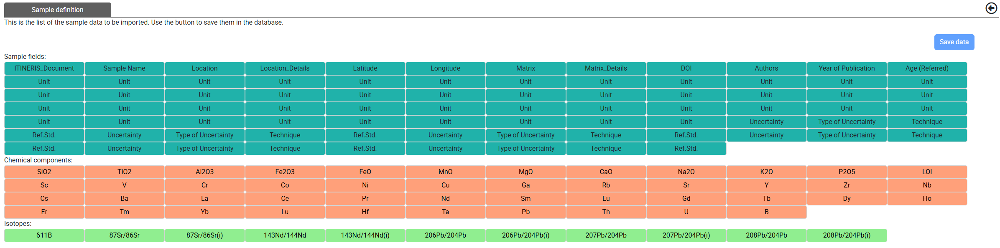 Sample definition
This is the list of the sample data to be imported. Use the button to save them in the database.
Save data
Sample fields:
ITINERIS_Document Sample Name Location Location_Details Latitude Longitude Matrix Matrix_Details DOI Authors Year of Publication Age (Referred)
Unit Unit Unit Unit Unit Unit Unit Unit Unit Unit Unit Unit
Unit Unit Unit Unit Unit Unit Unit Unit Unit Unit Unit Unit
Unit Unit Unit Unit Unit Unit Unit Unit Unit Unit Unit Unit
Unit Unit Unit Unit Unit Unit Unit Unit Unit Uncertainty Type of Uncertainty Technique
Ref.Std. Uncertainty Type of Uncertainty Technique Ref.Std. Uncertainty Type of Uncertainty Technique Ref.Std. Uncertainty Type of Uncertainty Technique
Ref.Std. Uncertainty Type of Uncertainty Technique Ref.Std. Uncertainty Type of Uncertainty Technique Ref.Std.
Chemical components:
SiO2 TiO2 Al2O3 Fe2O3 FeO MnO MgO CaO Na2O K2O P2O5 LOI
Sc V Cr Co Ni Cu Ga Rb Sr Y Zr Nb
Cs Ba La Ce Pr Nd Sm Eu Gd Tb Dy Ho
Er Tm Yb Lu Hf Ta Pb Th U B
Isotopes:
δ11B 87Sr/86Sr 87Sr/86Sr(i) 143Nd/144Nd 143Nd/144Nd(i) 206Pb/204Pb 206Pb/204Pb(i) 207Pb/204Pb 207Pb/204Pb(i) 208Pb/204Pb 208Pb/204Pb(i)